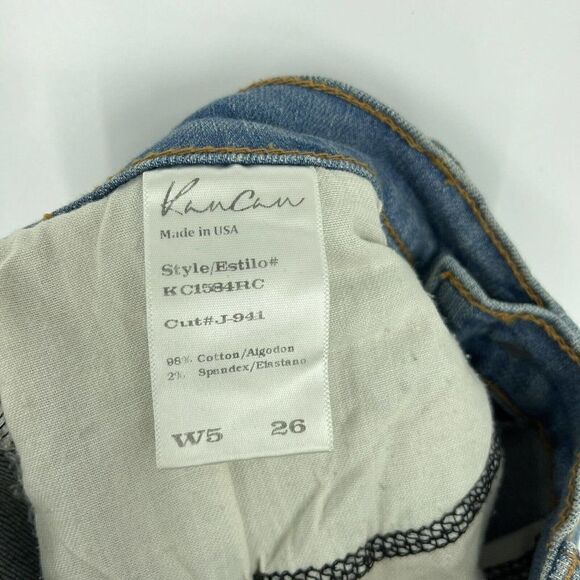 KanCan
Made in USA
Style/Estilo#
KC1584RC
Cut#J-941
98% Cotton/Algodon
2% Spandex/Elastano
W5 26